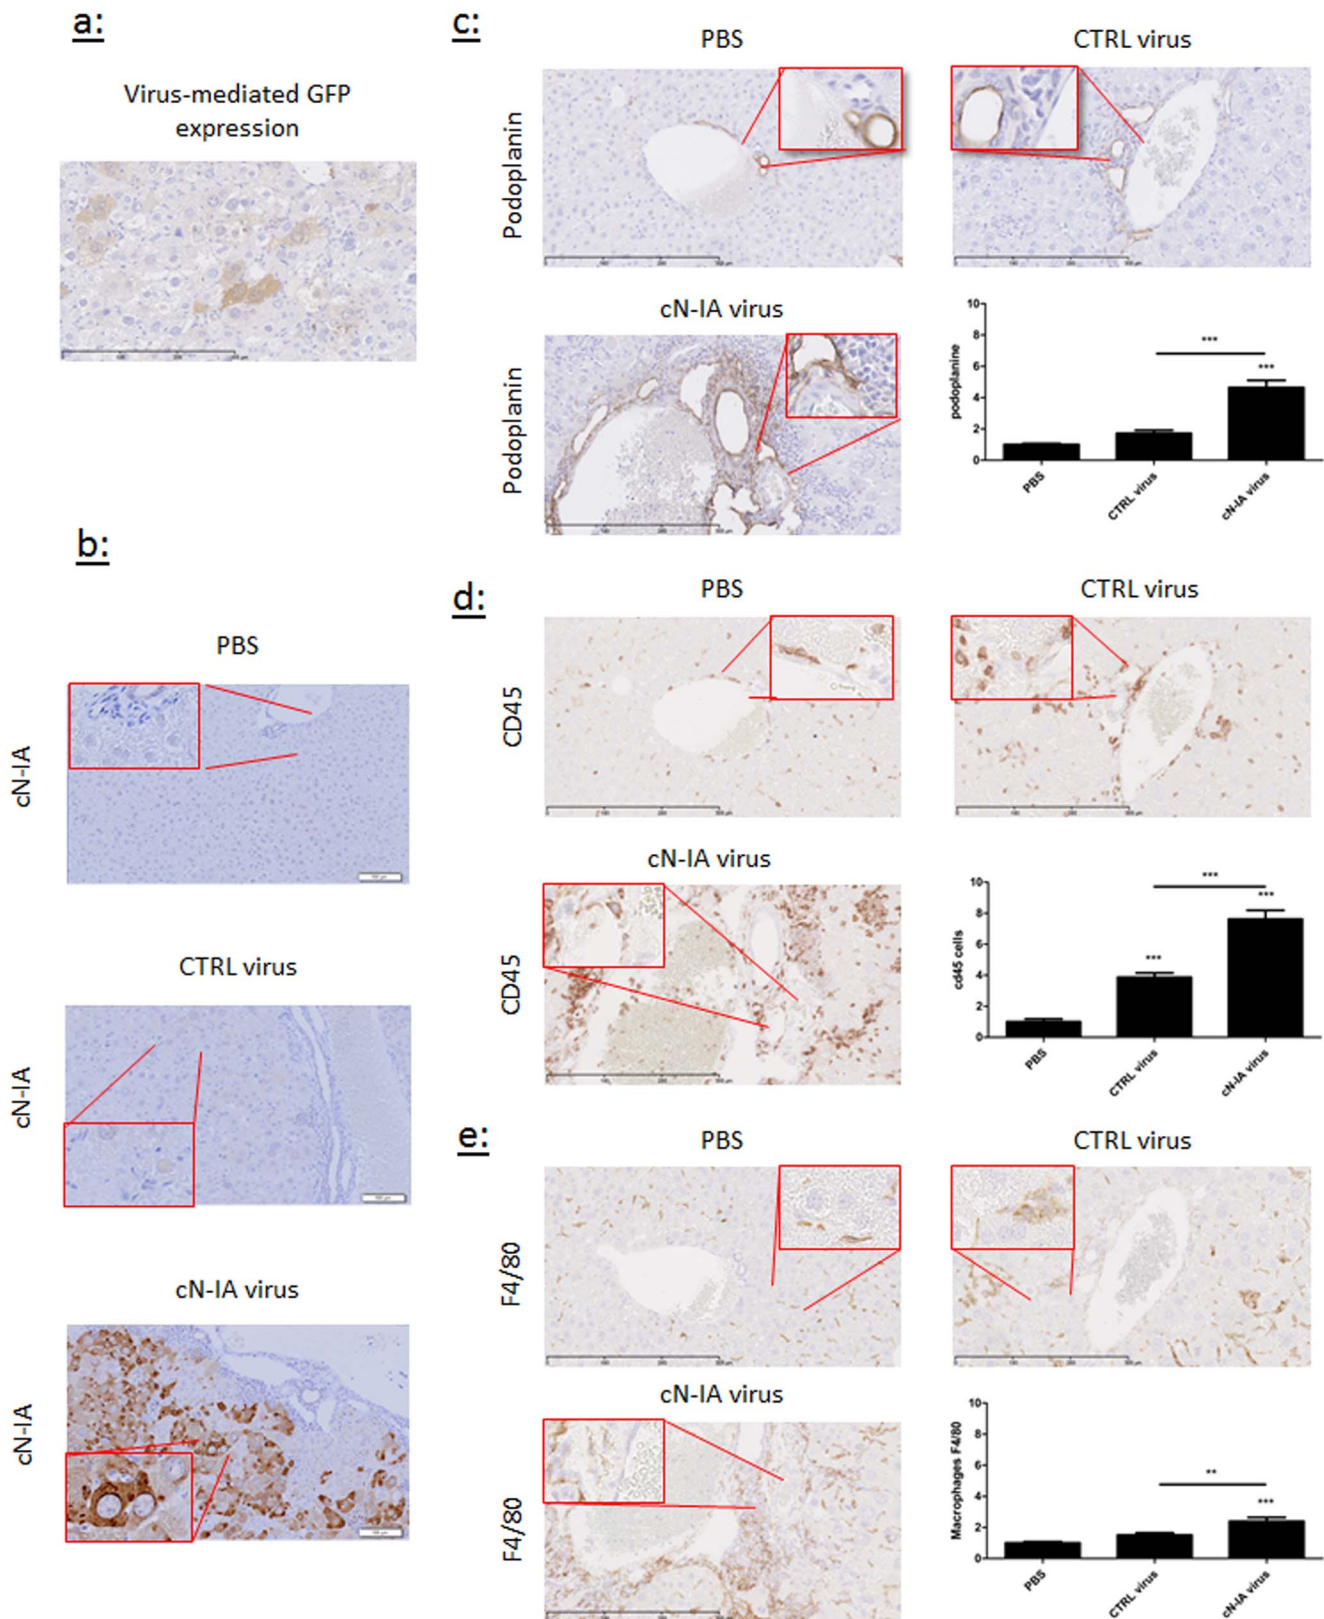 a:
Virus-mediated GFP
expression
b:
PBS
cN-IA
CTRL virus
cN-IA
cN-IA virus
cN-IA
c:
PBS
CTRL virus
Podoplanin
cN-IA virus
Podoplanin
10
8
6
4
2
0
podoplanine
***
***
PBS
CTRL virus
cN-IA virus
d:
PBS
CTRL virus
CD45
cN-IA virus
CD45
10
8
6
4
2
0
cd45 cells
***
***
***
PBS
CTRL virus
cN-IA virus
e:
PBS
CTRL virus
F4/80
cN-IA virus
F4/80
10
8
6
4
2
0
Macrophages F4/80
**
***
PBS
CTRL virus
cN-IA virus